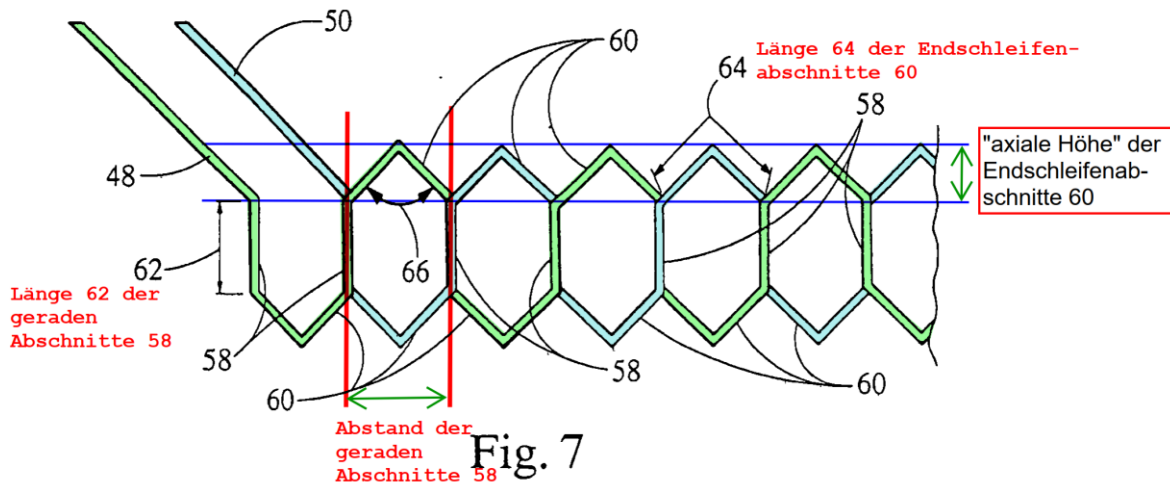 50
60
Länge 64 der Endschleifen-
abschnitte 60
64
58
"axiale Höhe" der
Endschleifenab-
schnitte 60
48
62
66
Länge 62 der
geraden
Abschnitte 58
58
60
58
60
Abstand der
geraden
Abschnitte 58
Fig. 7